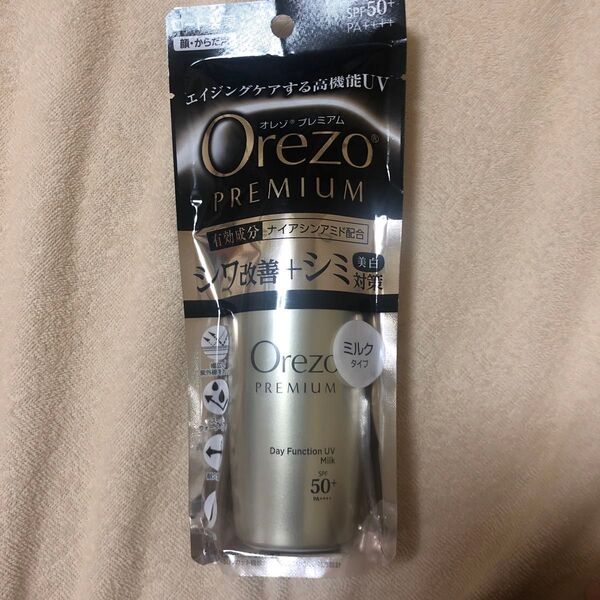 顔・からだ用
SPF50+
PA++++
エイジングケアする高機能UV
オレゾ® プレミアム
Orezo®
PREMIUM
有効成分 ナイアシンアミド配合
シワ改善+シミ 美白 対策
ミルク
タイプ
Orezo
PREMIUM
Day Function UV
Milk
SPF
50+
PA++++